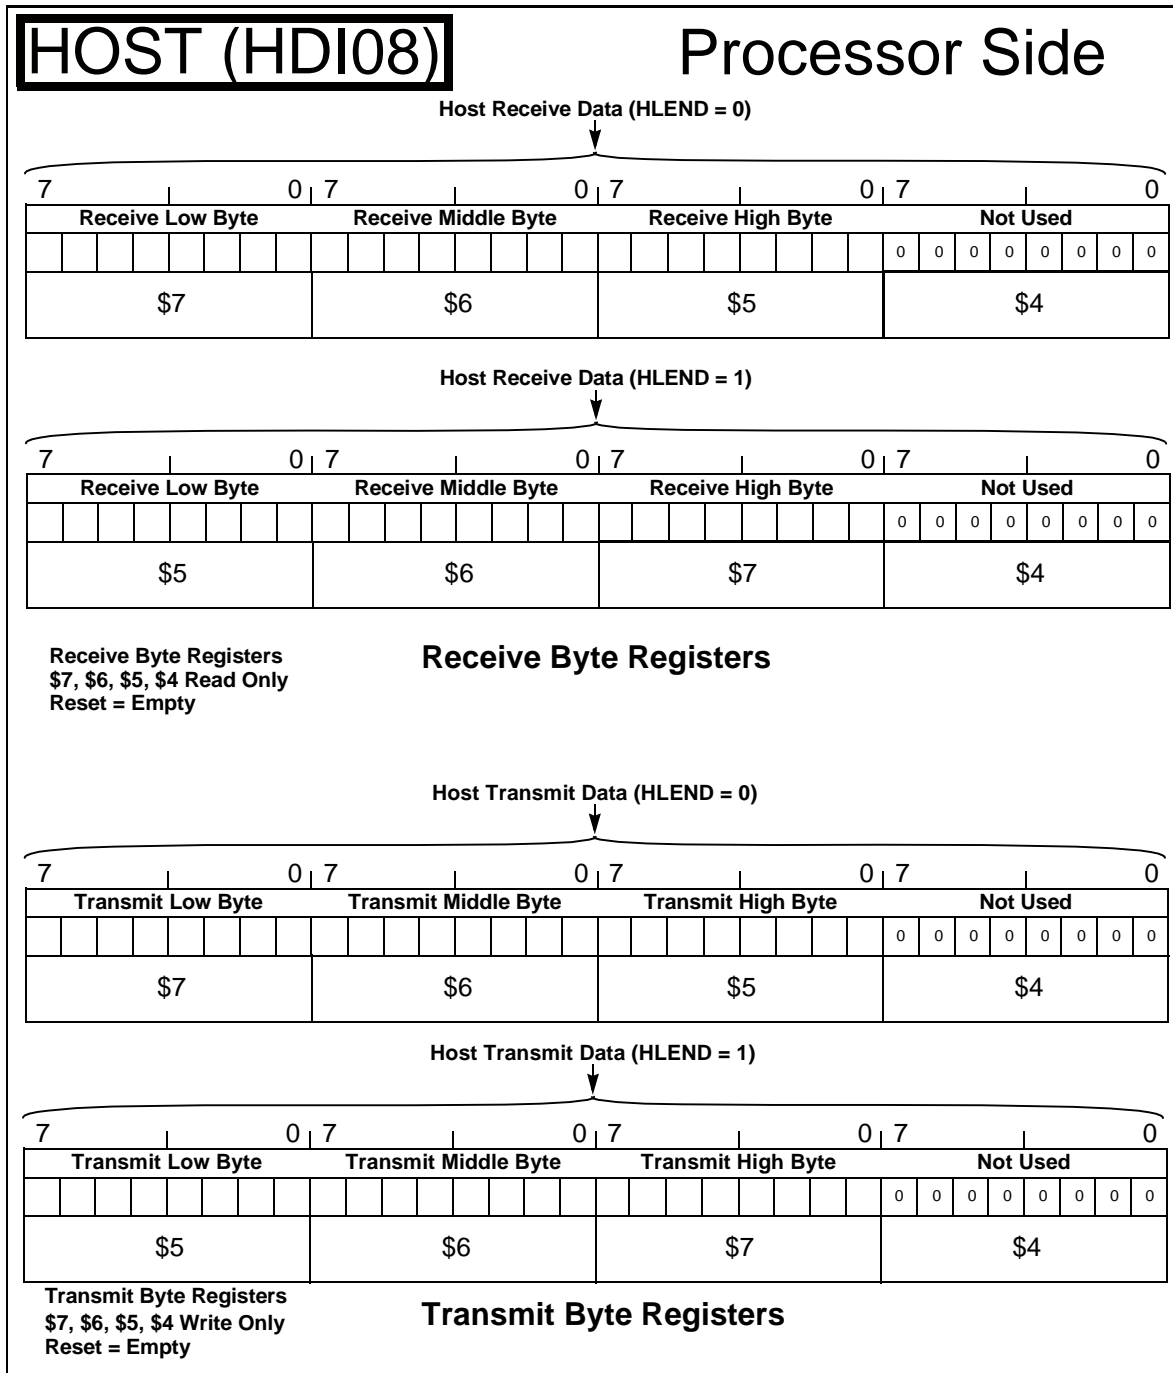 HOST (HDI08) Processor Side
Host Receive Data (HLEND = 0)
7 0 7 0 7 0 7 0
Receive Low Byte Receive Middle Byte Receive High Byte Not Used
0 0 0 0 0 0 0 0
$7 $6 $5 $4
Host Receive Data (HLEND = 1)
7 0 7 0 7 0 7 0
Receive Low Byte Receive Middle Byte Receive High Byte Not Used
0 0 0 0 0 0 0 0
$5 $6 $7 $4
Receive Byte Registers
$7, $6, $5, $4 Read Only
Reset = Empty
Receive Byte Registers
Host Transmit Data (HLEND = 0)
7 0 7 0 7 0 7 0
Transmit Low Byte Transmit Middle Byte Transmit High Byte Not Used
0 0 0 0 0 0 0 0
$7 $6 $5 $4
Host Transmit Data (HLEND = 1)
7 0 7 0 7 0 7 0
Transmit Low Byte Transmit Middle Byte Transmit High Byte Not Used
0 0 0 0 0 0 0 0
$5 $6 $7 $4
Transmit Byte Registers
$7, $6, $5, $4 Write Only
Reset = Empty
Transmit Byte Registers